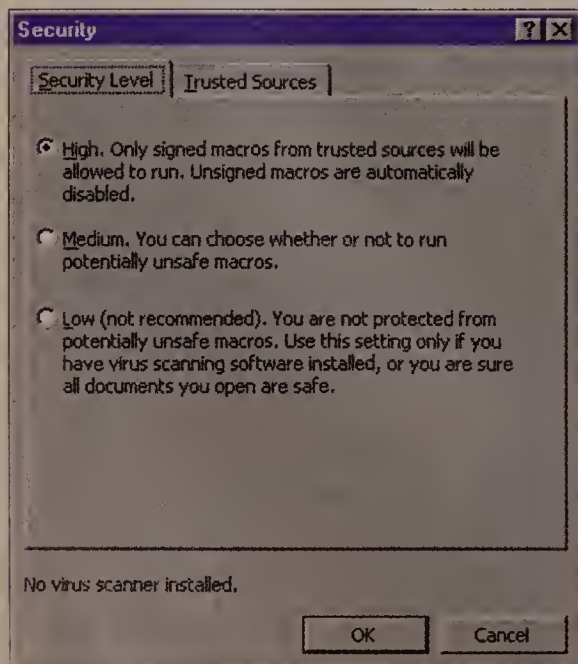 Security
Security Level
Trusted Sources
High. Only signed macros from trusted sources will be
allowed to run. Unsigned macros are automatically
disabled.
Medium. You can choose whether or not to run
potentially unsafe macros.
Low (not recommended). You are not protected from
potentially unsafe macros. Use this setting only if you
have virus scanning software installed, or you are sure
all documents you open are safe.
No virus scanner installed.
OK
Cancel